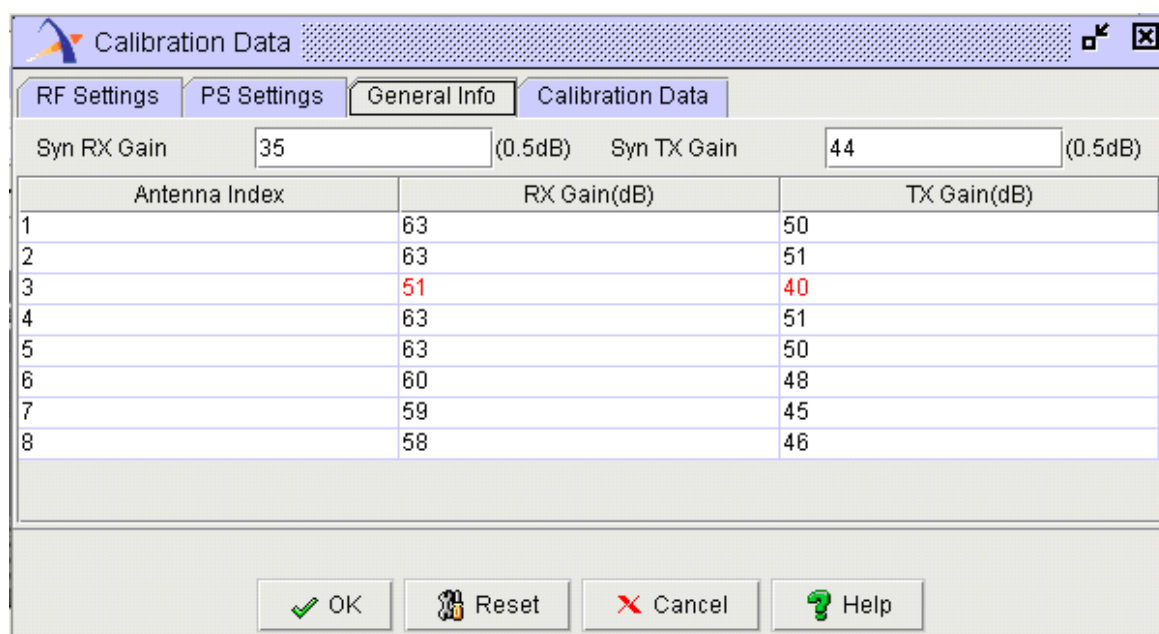 Calibration Data
RF Settings PS Settings General Info Calibration Data
Syn RX Gain 35 (0.5dB) Syn TX Gain 44 (0.5dB)
Antenna Index RX Gain(dB) TX Gain(dB)
1 63 50
2 63 51
3 51 40
4 63 51
5 63 50
6 60 48
7 59 45
8 58 46
OK Reset Cancel Help